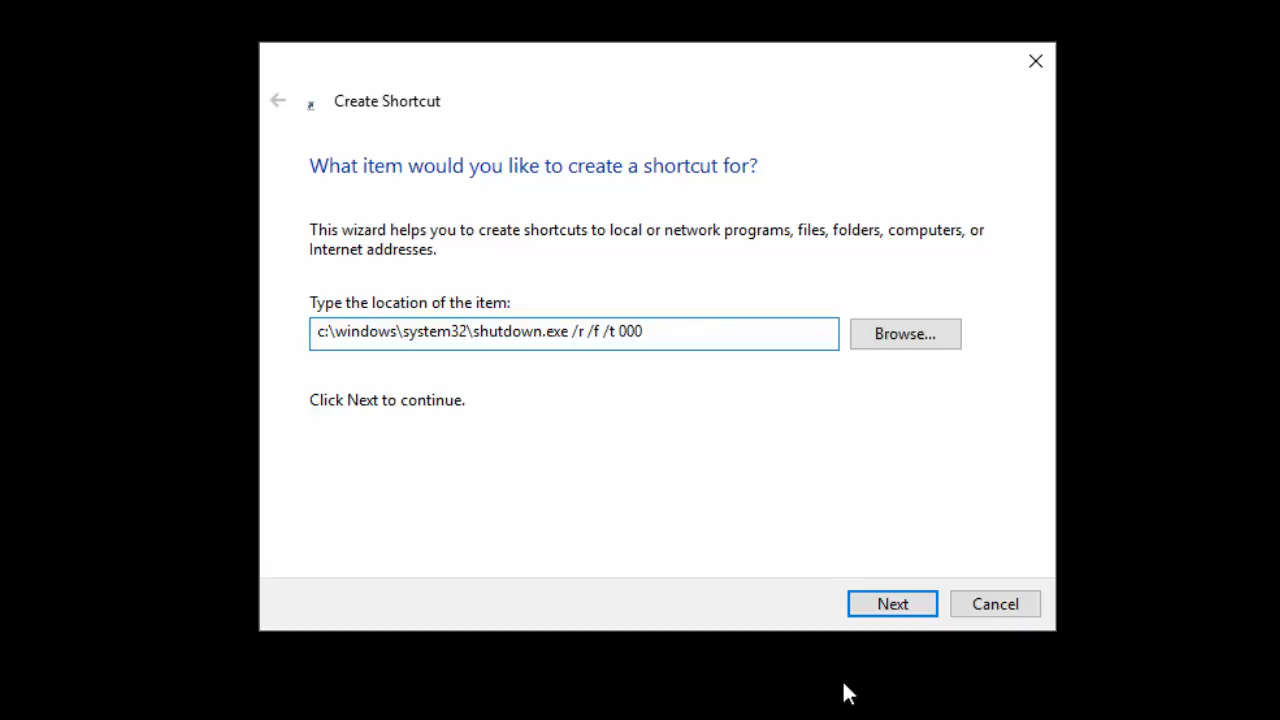 Create Shortcut
What item would you like to create a shortcut for?
This wizard helps you to create shortcuts to local or network programs, files, folders, computers, or
Internet addresses.
Type the location of the item:
c:\windows\system32\shutdown.exe /r /f /t 000
Browse...
Click Next to continue.
Next
Cancel